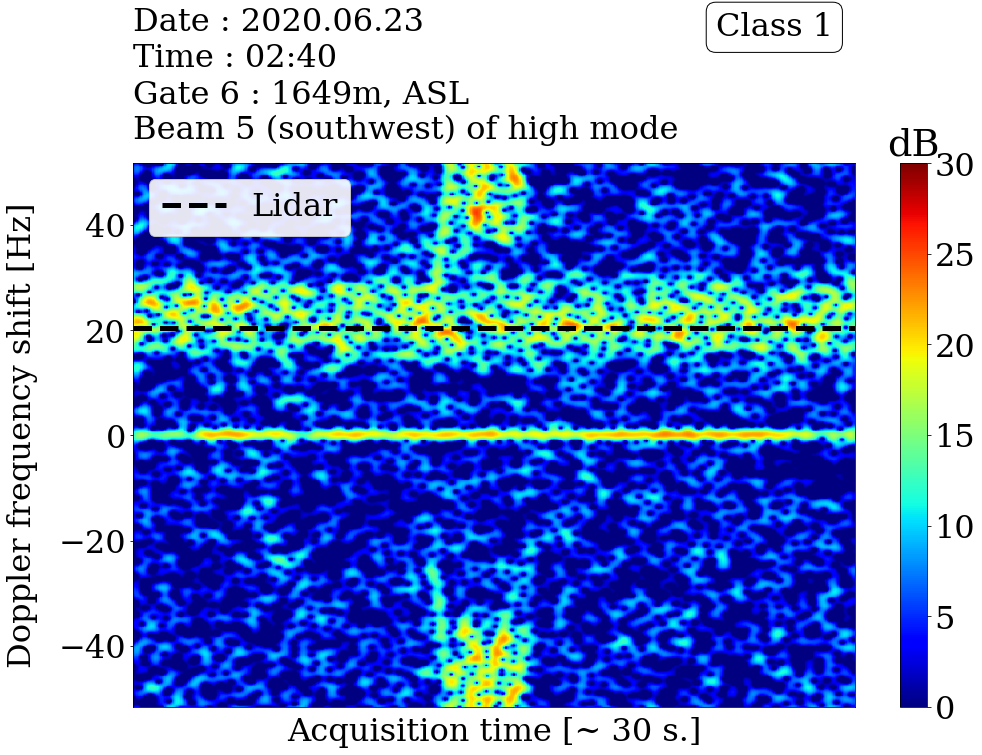 Date : 2020.06.23
Time : 02:40
Gate 6 : 1649m, ASL
Beam 5 (southwest) of high mode
Class 1
dB
Lidar
Doppler frequency shift [Hz]
40
20
0
−20
−40
Acquisition time [~ 30 s.]
30
25
20
15
10
5
0